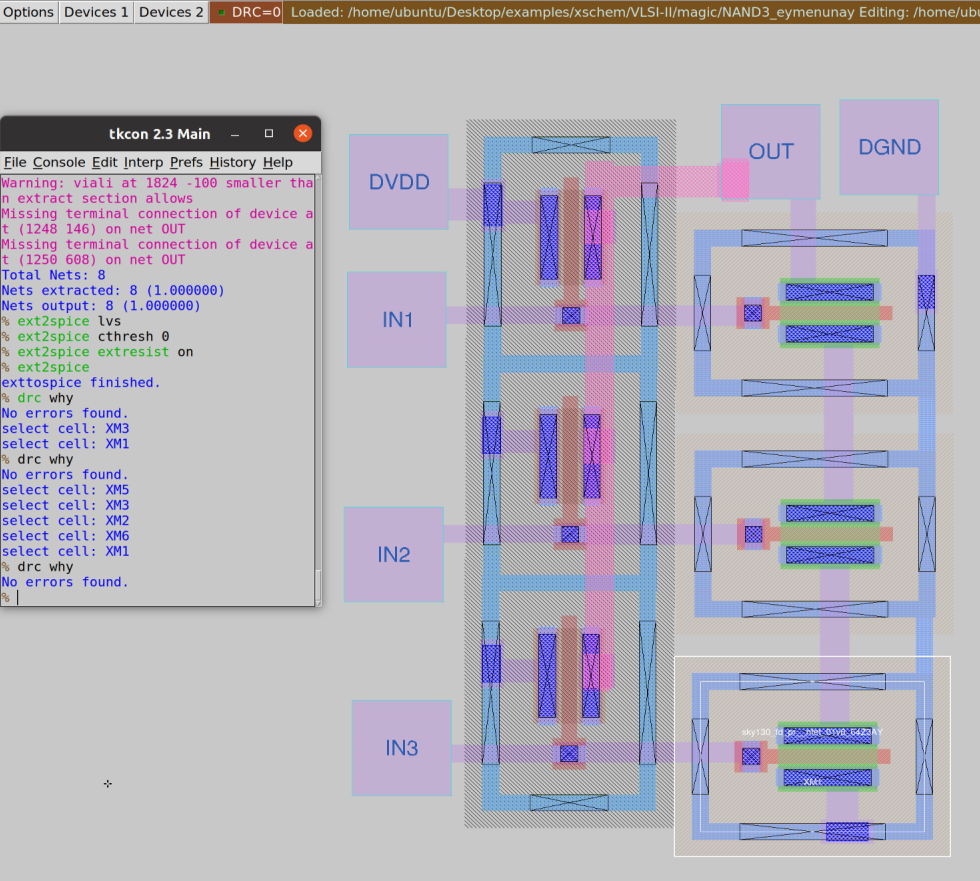 Options Devices 1 Devices 2 DRC=0 Loaded: /home/ubuntu/Desktop/examples/xschem/VLSI-II/magic/NAND3_eymenunay Editing: /home/ubu
tkcon 2.3 Main
File Console Edit Interp Prefs History Help
Warning: viali at 1824 -100 smaller tha
n extract section allows
Missing terminal connection of device a
t (1248 146) on net OUT
Missing terminal connection of device a
t (1250 608) on net OUT
Total Nets: 8
Nets extracted: 8 (1.000000)
Nets output: 8 (1.000000)
% ext2spice lvs
% ext2spice cthresh 0
% ext2spice extresist on
% ext2spice
exttospice finished.
% drc why
No errors found.
select cell: XM3
select cell: XM1
% drc why
No errors found.
select cell: XM5
select cell: XM3
select cell: XM2
select cell: XM6
select cell: XM1
% drc why
No errors found.
%
DVDD
OUT
DGND
IN1
IN2
IN3
XM1